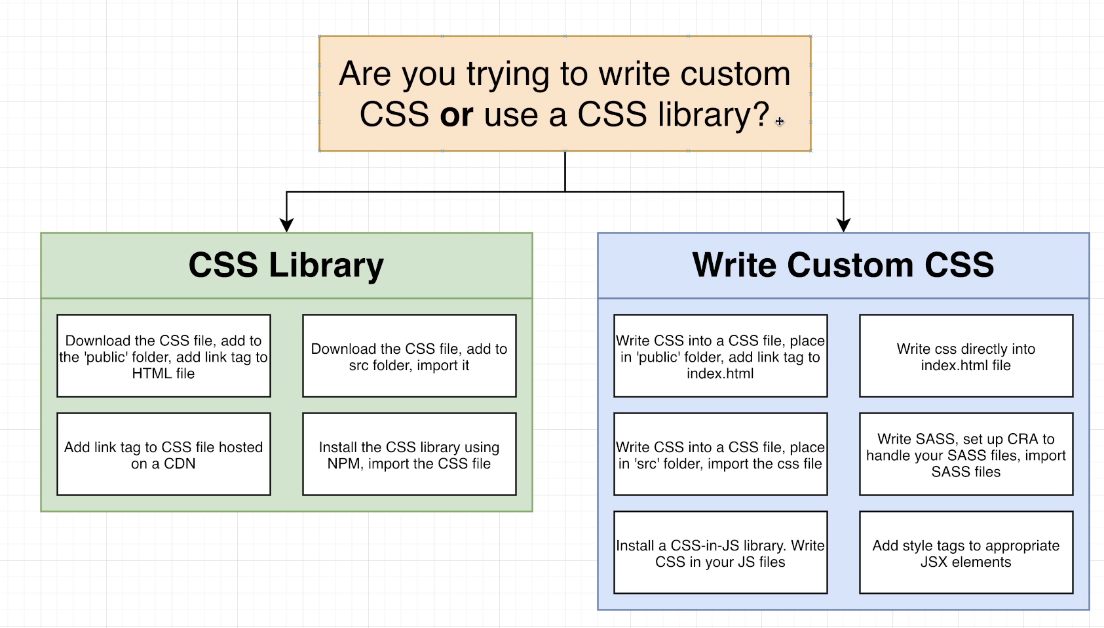 Are you trying to write custom
CSS or use a CSS library?
CSS Library
Download the CSS file, add to
the 'public' folder, add link tag to
HTML file
Download the CSS file, add to
src folder, import it
Add link tag to CSS file hosted
on a CDN
Install the CSS library using
NPM, import the CSS file
Write Custom CSS
Write CSS into a CSS file, place
in 'public' folder, add link tag to
index.html
Write css directly into
index.html file
Write CSS into a CSS file, place
in 'src' folder, import the css file
Write SASS, set up CRA to
handle your SASS files, import
SASS files
Install a CSS-in-JS library. Write
CSS in your JS files
Add style tags to appropriate
JSX elements